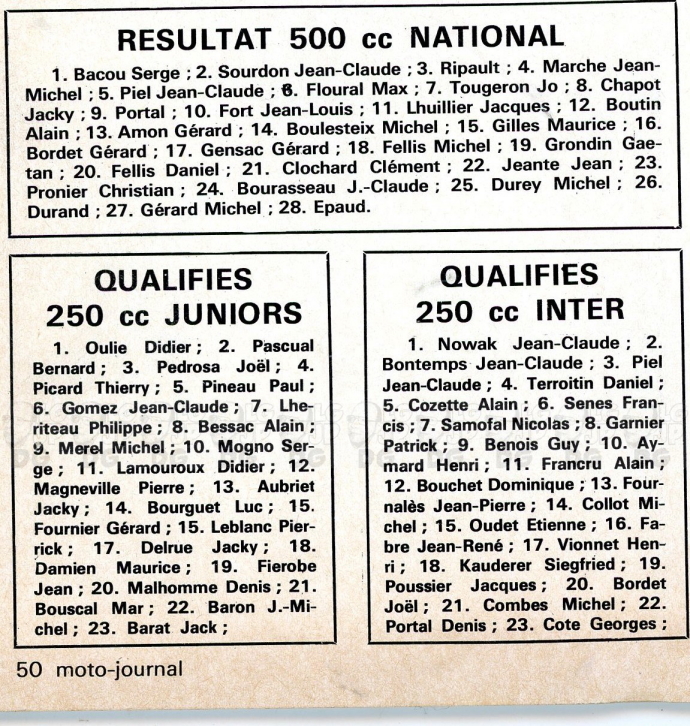 RESULTAT 500 cc NATIONAL
1. Bacou Serge ; 2. Sourdon Jean-Claude ; 3. Ripault ; 4. Marche Jean-
Michel ; 5. Piel Jean-Claude ; 6. Floural Max ; 7. Tougeron Jo ; 8. Chapot
Jacky ; 9. Portal ; 10. Fort Jean-Louis ; 11. Lhuillier Jacques ; 12. Boutin
Alain ; 13. Amon Gérard ; 14. Boulesteix Michel ; 15. Gilles Maurice ; 16.
Bordet Gérard ; 17. Gensac Gérard ; 18. Fellis Michel ; 19. Grondin Gae-
tan ; 20. Fellis Daniel ; 21. Clochard Clément ; 22. Jeante Jean ; 23.
Pronier Christian ; 24. Bourasseau J.-Claude ; 25. Durey Michel ; 26.
Durand ; 27. Gérard Michel ; 28. Epaud.
QUALIFIES
250 cc JUNIORS
1. Oulie Didier ; 2. Pascual
Bernard ; 3. Pedrosa Joël ; 4.
Picard Thierry ; 5. Pineau Paul ;
6. Gomez Jean-Claude ; 7. Lhe-
riteau Philippe ; 8. Bessac Alain ;
9. Merel Michel ; 10. Mogno Ser-
ge ; 11. Lamouroux Didier ; 12.
Magneville Pierre ; 13. Aubriet
Jacky ; 14. Bourguet Luc ; 15.
Fournier Gérard ; 15. Leblanc Pier-
rick ; 17. Delrue Jacky ; 18.
Damien Maurice ; 19. Fierobe
Jean ; 20. Malhomme Denis ; 21.
Bouscal Mar ; 22. Baron J.-Mi-
chel ; 23. Barat Jack ;
QUALIFIES
250 cc INTER
1. Nowak Jean-Claude ; 2.
Bontemps Jean-Claude ; 3. Piel
Jean-Claude ; 4. Terroitin Daniel ;
5. Cozette Alain ; 6. Senes Fran-
cis ; 7. Samofal Nicolas ; 8. Garnier
Patrick ; 9. Benois Guy ; 10. Ay-
mard Henri ; 11. Francru Alain ;
12. Bouchet Dominique ; 13. Four-
nalès Jean-Pierre ; 14. Collot Mi-
chel ; 15. Oudet Etienne ; 16. Fa-
bre Jean-René ; 17. Vionnet Hen-
ri ; 18. Kauderer Siegfried ; 19.
Poussier Jacques ; 20. Bordet
Joël ; 21. Combes Michel ; 22.
Portal Denis ; 23. Cote Georges ;
50 moto-journal